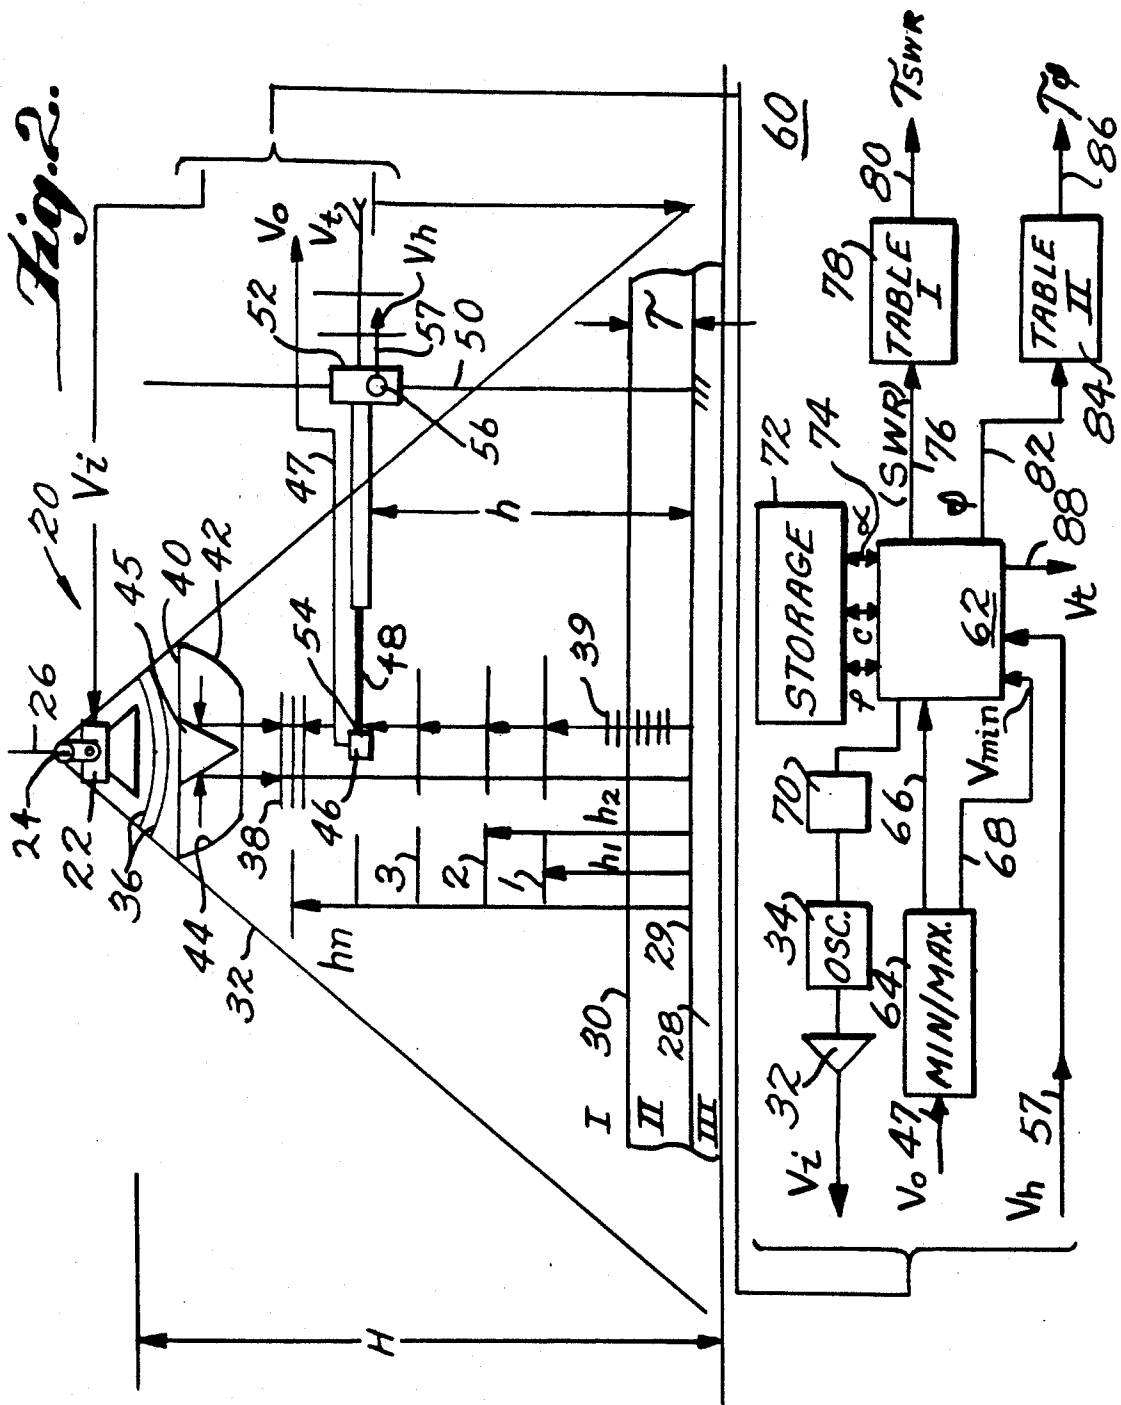 Fig. 2.
20
Vi
26
24
22
36
45
40
42
44
32
38
54
46
47
48
52
Vo
Vt
Vh
57
50
56
h
hn
3
2
1
h1
h2
39
H
I
II
III
30
28
29
T
60
Vi
32
OSC.
34
70
Vo 47
MIN/MAX.
64
66
68
Vmin
Vh 57
STORAGE
72
ρ
C
α
74
62
(SWR)
76
ϕ
82
88
Vt
TABLE I
78
80
TSWR
TABLE II
84
86
Tϕ